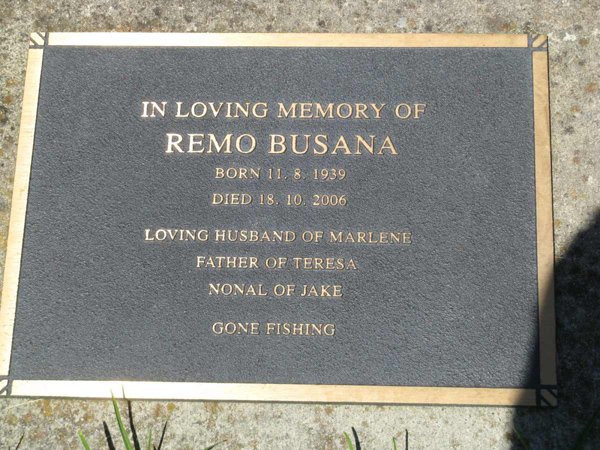 IN LOVING MEMORY OF
REMO BUSANA
BORN 11. 8. 1939
DIED 18. 10. 2006
LOVING HUSBAND OF MARLENE
FATHER OF TERESA
NONAL OF JAKE
GONE FISHING